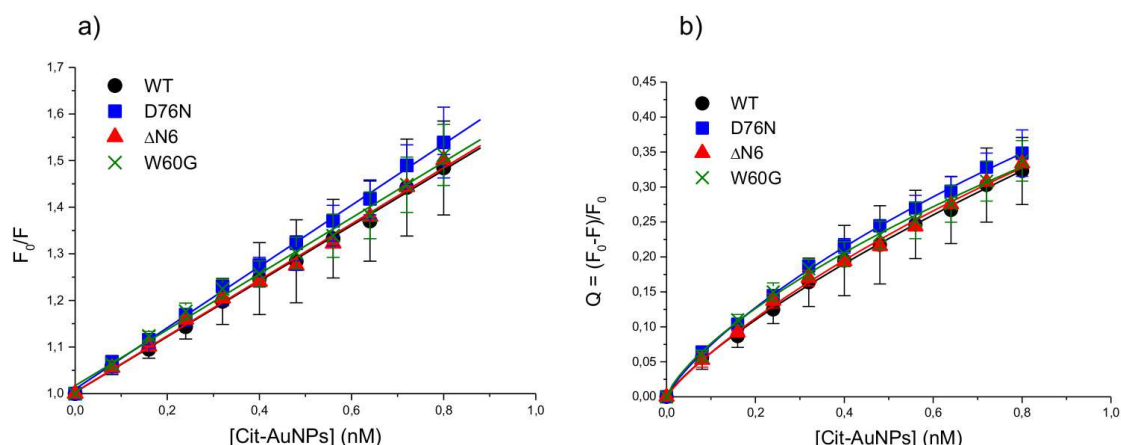 a)
1,7
1,6
1,5
1,4
1,3
1,2
1,1
1,0
F₀/F
WT
D76N
ΔN6
W60G
0,0 0,2 0,4 0,6 0,8 1,0
[Cit-AuNPs] (nM)
b)
0,45
0,40
0,35
0,30
0,25
0,20
0,15
0,10
0,05
0,00
Q = (F₀-F)/F₀
WT
D76N
ΔN6
W60G
0,0 0,2 0,4 0,6 0,8 1,0
[Cit-AuNPs] (nM)